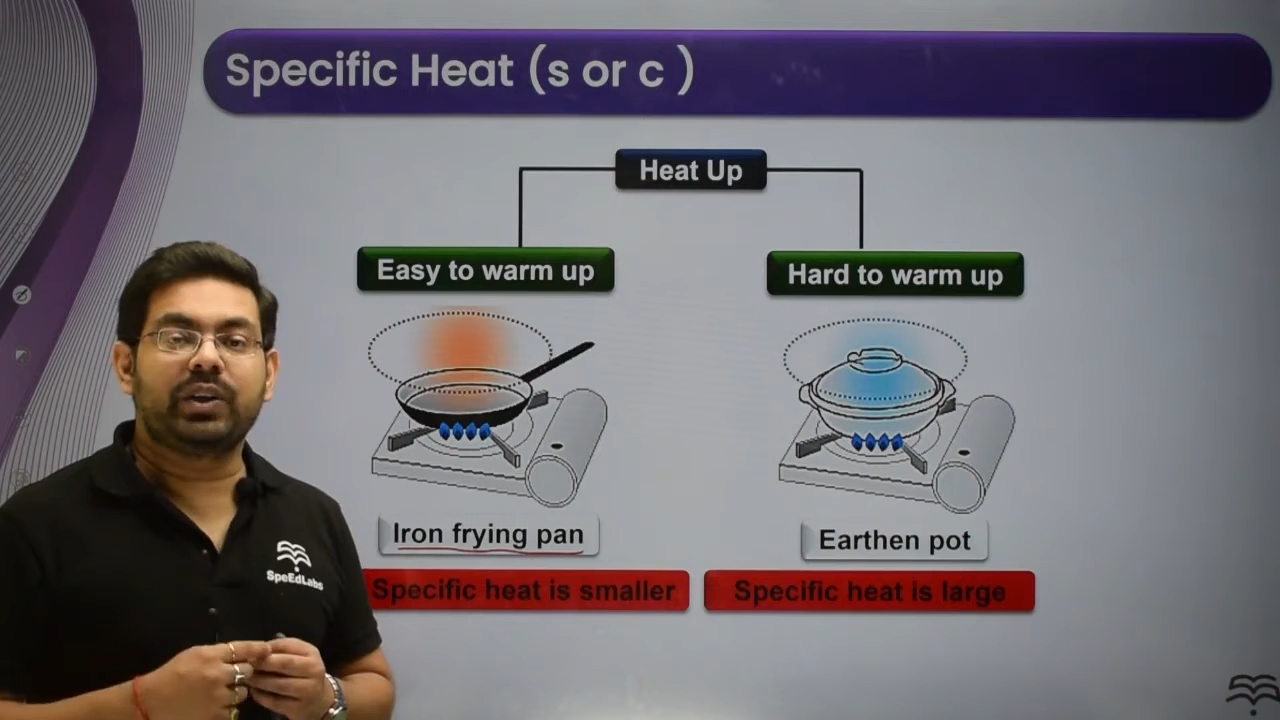 Specific Heat (s or c )
Heat Up
Easy to warm up
Hard to warm up
Iron frying pan
Earthen pot
Specific heat is smaller
Specific heat is large
SpeEdLabs